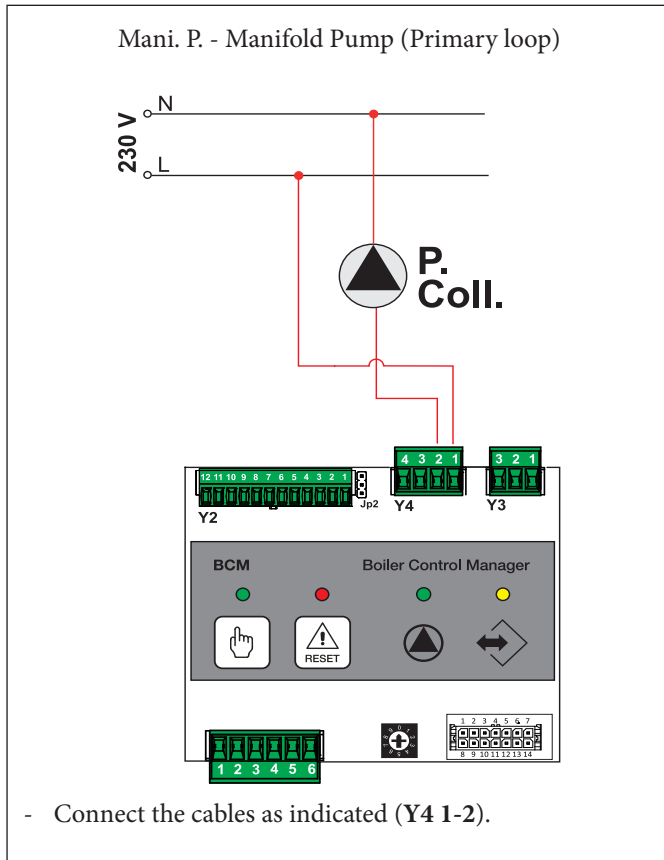 Mani. P. - Manifold Pump (Primary loop)
N
230 V
L
P.
Coll.
4 3 2 1
3 2 1
12 11 10 9 8 7 6 5 4 3 2 1
Jp2
Y2
Y4
Y3
BCM
Boiler Control Manager
RESET
1 2 3 4 5 6 7
8 9 10 11 12 13 14
1 2 3 4 5 6
- Connect the cables as indicated (Y4 1-2).